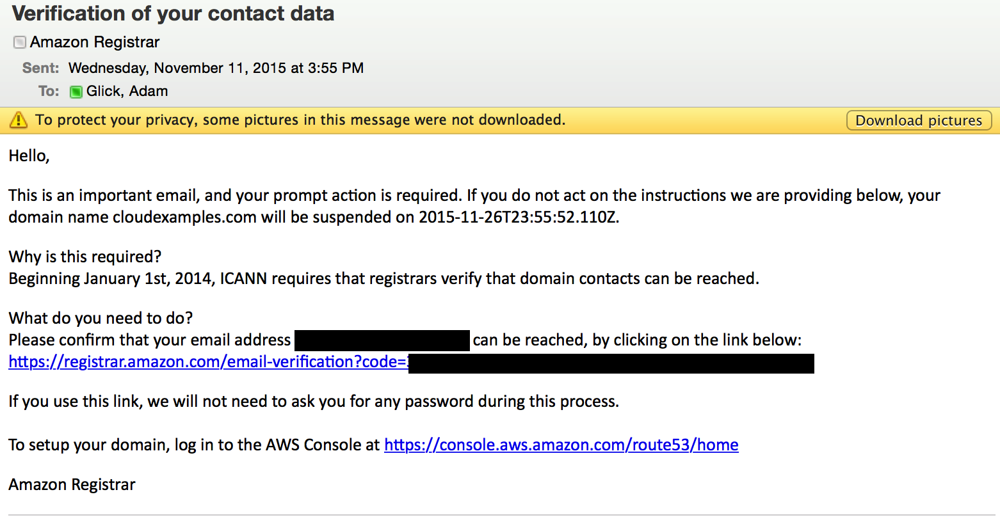 Verification of your contact data
Amazon Registrar
Sent: Wednesday, November 11, 2015 at 3:55 PM
To: Glick, Adam
To protect your privacy, some pictures in this message were not downloaded.
Download pictures
Hello,
This is an important email, and your prompt action is required. If you do not act on the instructions we are providing below, your
domain name cloudexamples.com will be suspended on 2015-11-26T23:55:52.110Z.
Why is this required?
Beginning January 1st, 2014, ICANN requires that registrars verify that domain contacts can be reached.
What do you need to do?
Please confirm that your email address can be reached, by clicking on the link below:
https://registrar.amazon.com/email-verification?code=
If you use this link, we will not need to ask you for any password during this process.
To setup your domain, log in to the AWS Console at https://console.aws.amazon.com/route53/home
Amazon Registrar